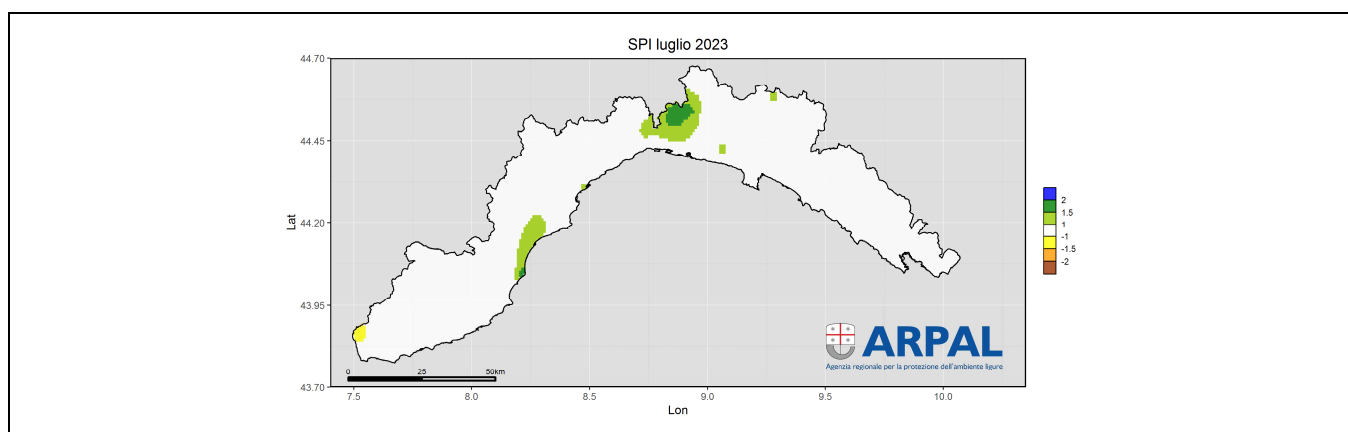 SPI luglio 2023
44.70
44.45
44.20
43.95
43.70
Lat
2
1.5
1
-1
-1.5
-2
ARPAL
Agenzia regionale per la protezione dell'ambiente ligure
0 25 50km
7.5 8.0 8.5 9.0 9.5 10.0
Lon